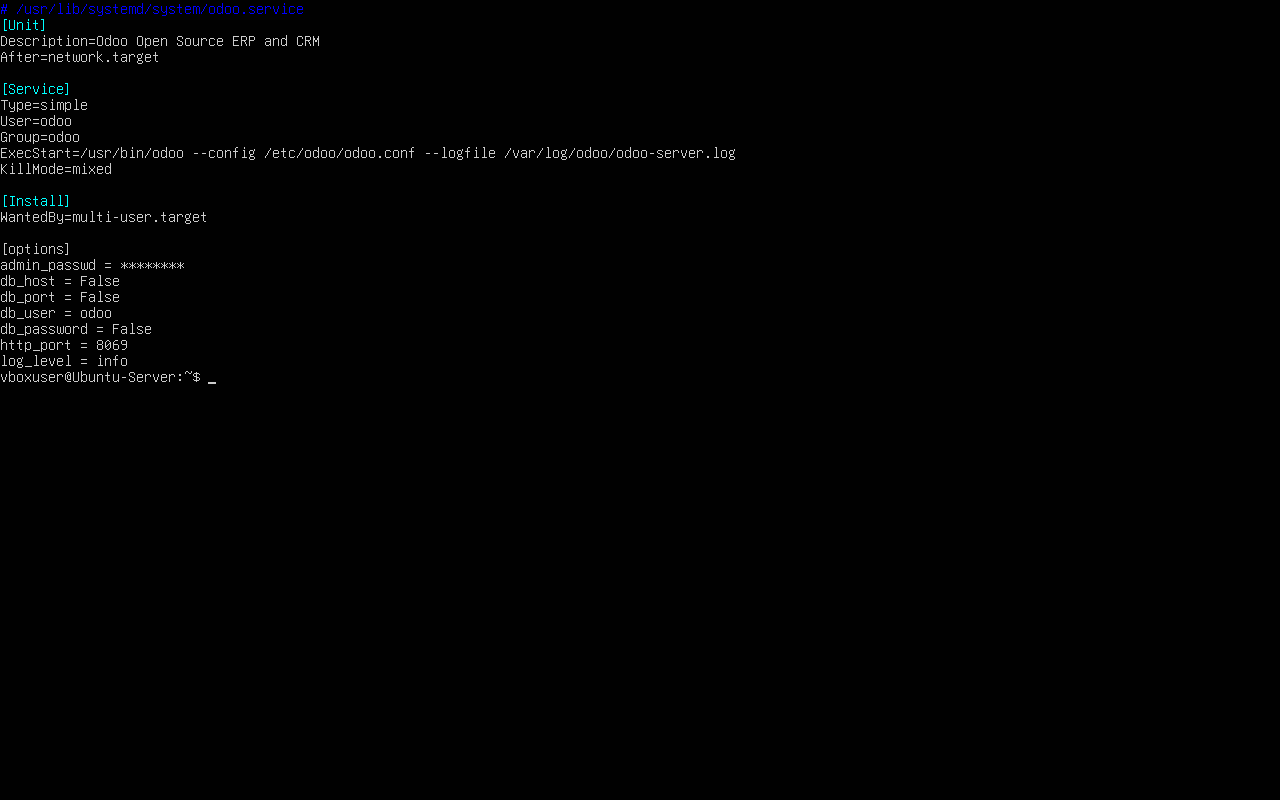 # /usr/lib/systemd/system/odoo.service
[Unit]
Description=Odoo Open Source ERP and CRM
After=network.target
[Service]
Type=simple
User=odoo
Group=odoo
ExecStart=/usr/bin/odoo --config /etc/odoo/odoo.conf --logfile /var/log/odoo/odoo-server.log
KillMode=mixed
[Install]
WantedBy=multi-user.target
[options]
admin_passwd = ********
db_host = False
db_port = False
db_user = odoo
db_password = False
http_port = 8069
log_level = info
vboxuser@Ubuntu-Server:~$ _